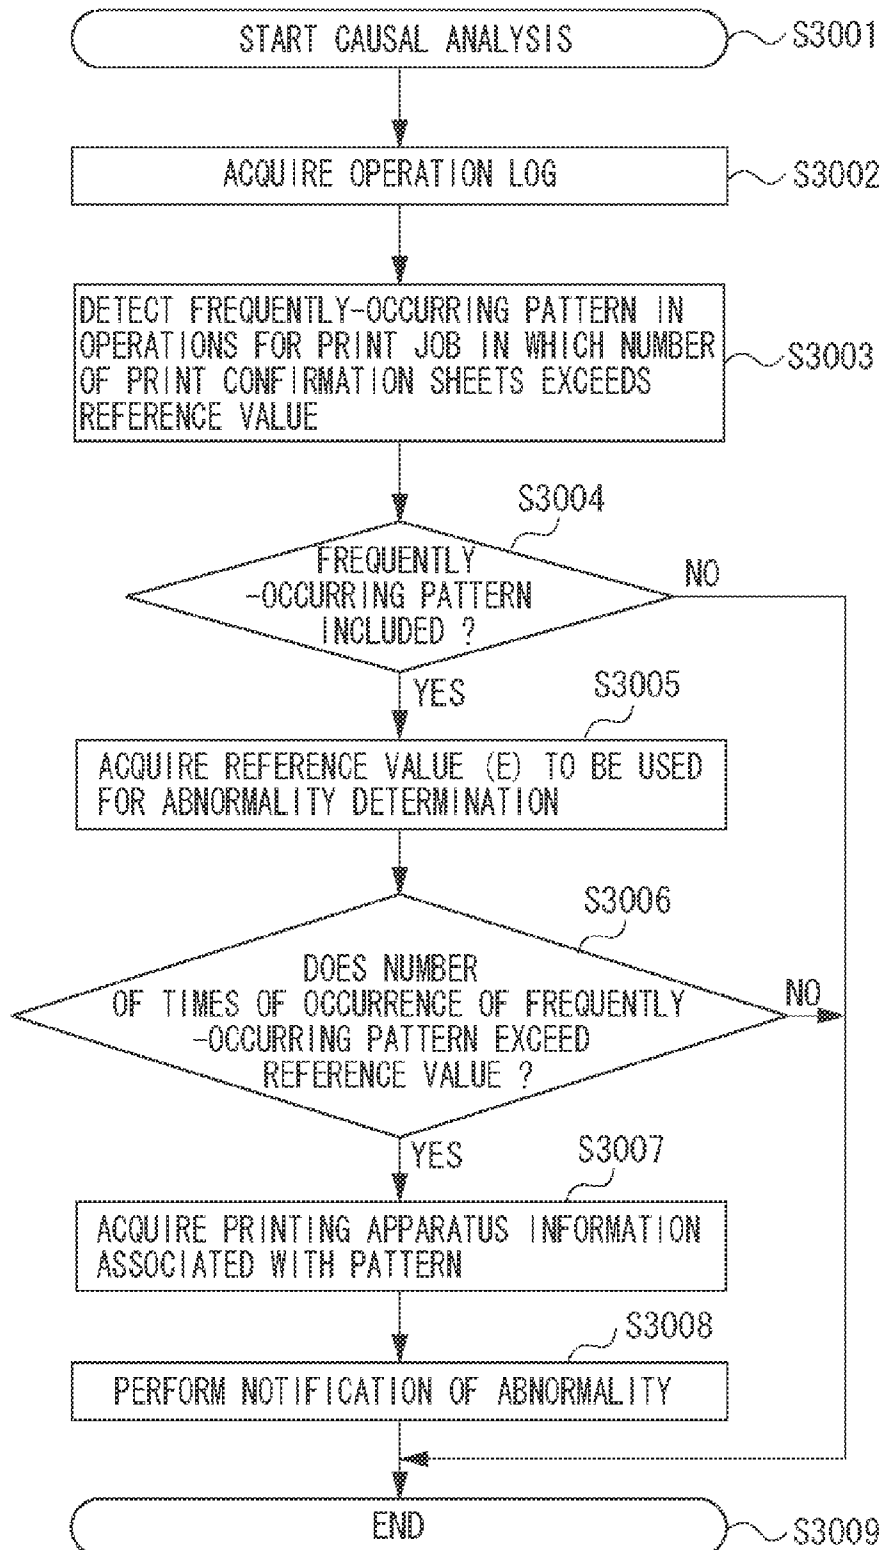 START CAUSAL ANALYSIS
S3001
ACQUIRE OPERATION LOG
S3002
DETECT FREQUENTLY-OCCURRING PATTERN IN
OPERATIONS FOR PRINT JOB IN WHICH NUMBER
OF PRINT CONFIRMATION SHEETS EXCEEDS
REFERENCE VALUE
S3003
S3004
FREQUENTLY
-OCCURRING PATTERN
INCLUDED ?
NO
YES
S3005
ACQUIRE REFERENCE VALUE (E) TO BE USED
FOR ABNORMALITY DETERMINATION
S3006
DOES NUMBER
OF TIMES OF OCCURRENCE OF FREQUENTLY
-OCCURRING PATTERN EXCEED
REFERENCE VALUE ?
NO
YES
S3007
ACQUIRE PRINTING APPARATUS INFORMATION
ASSOCIATED WITH PATTERN
S3008
PERFORM NOTIFICATION OF ABNORMALITY
END
S3009